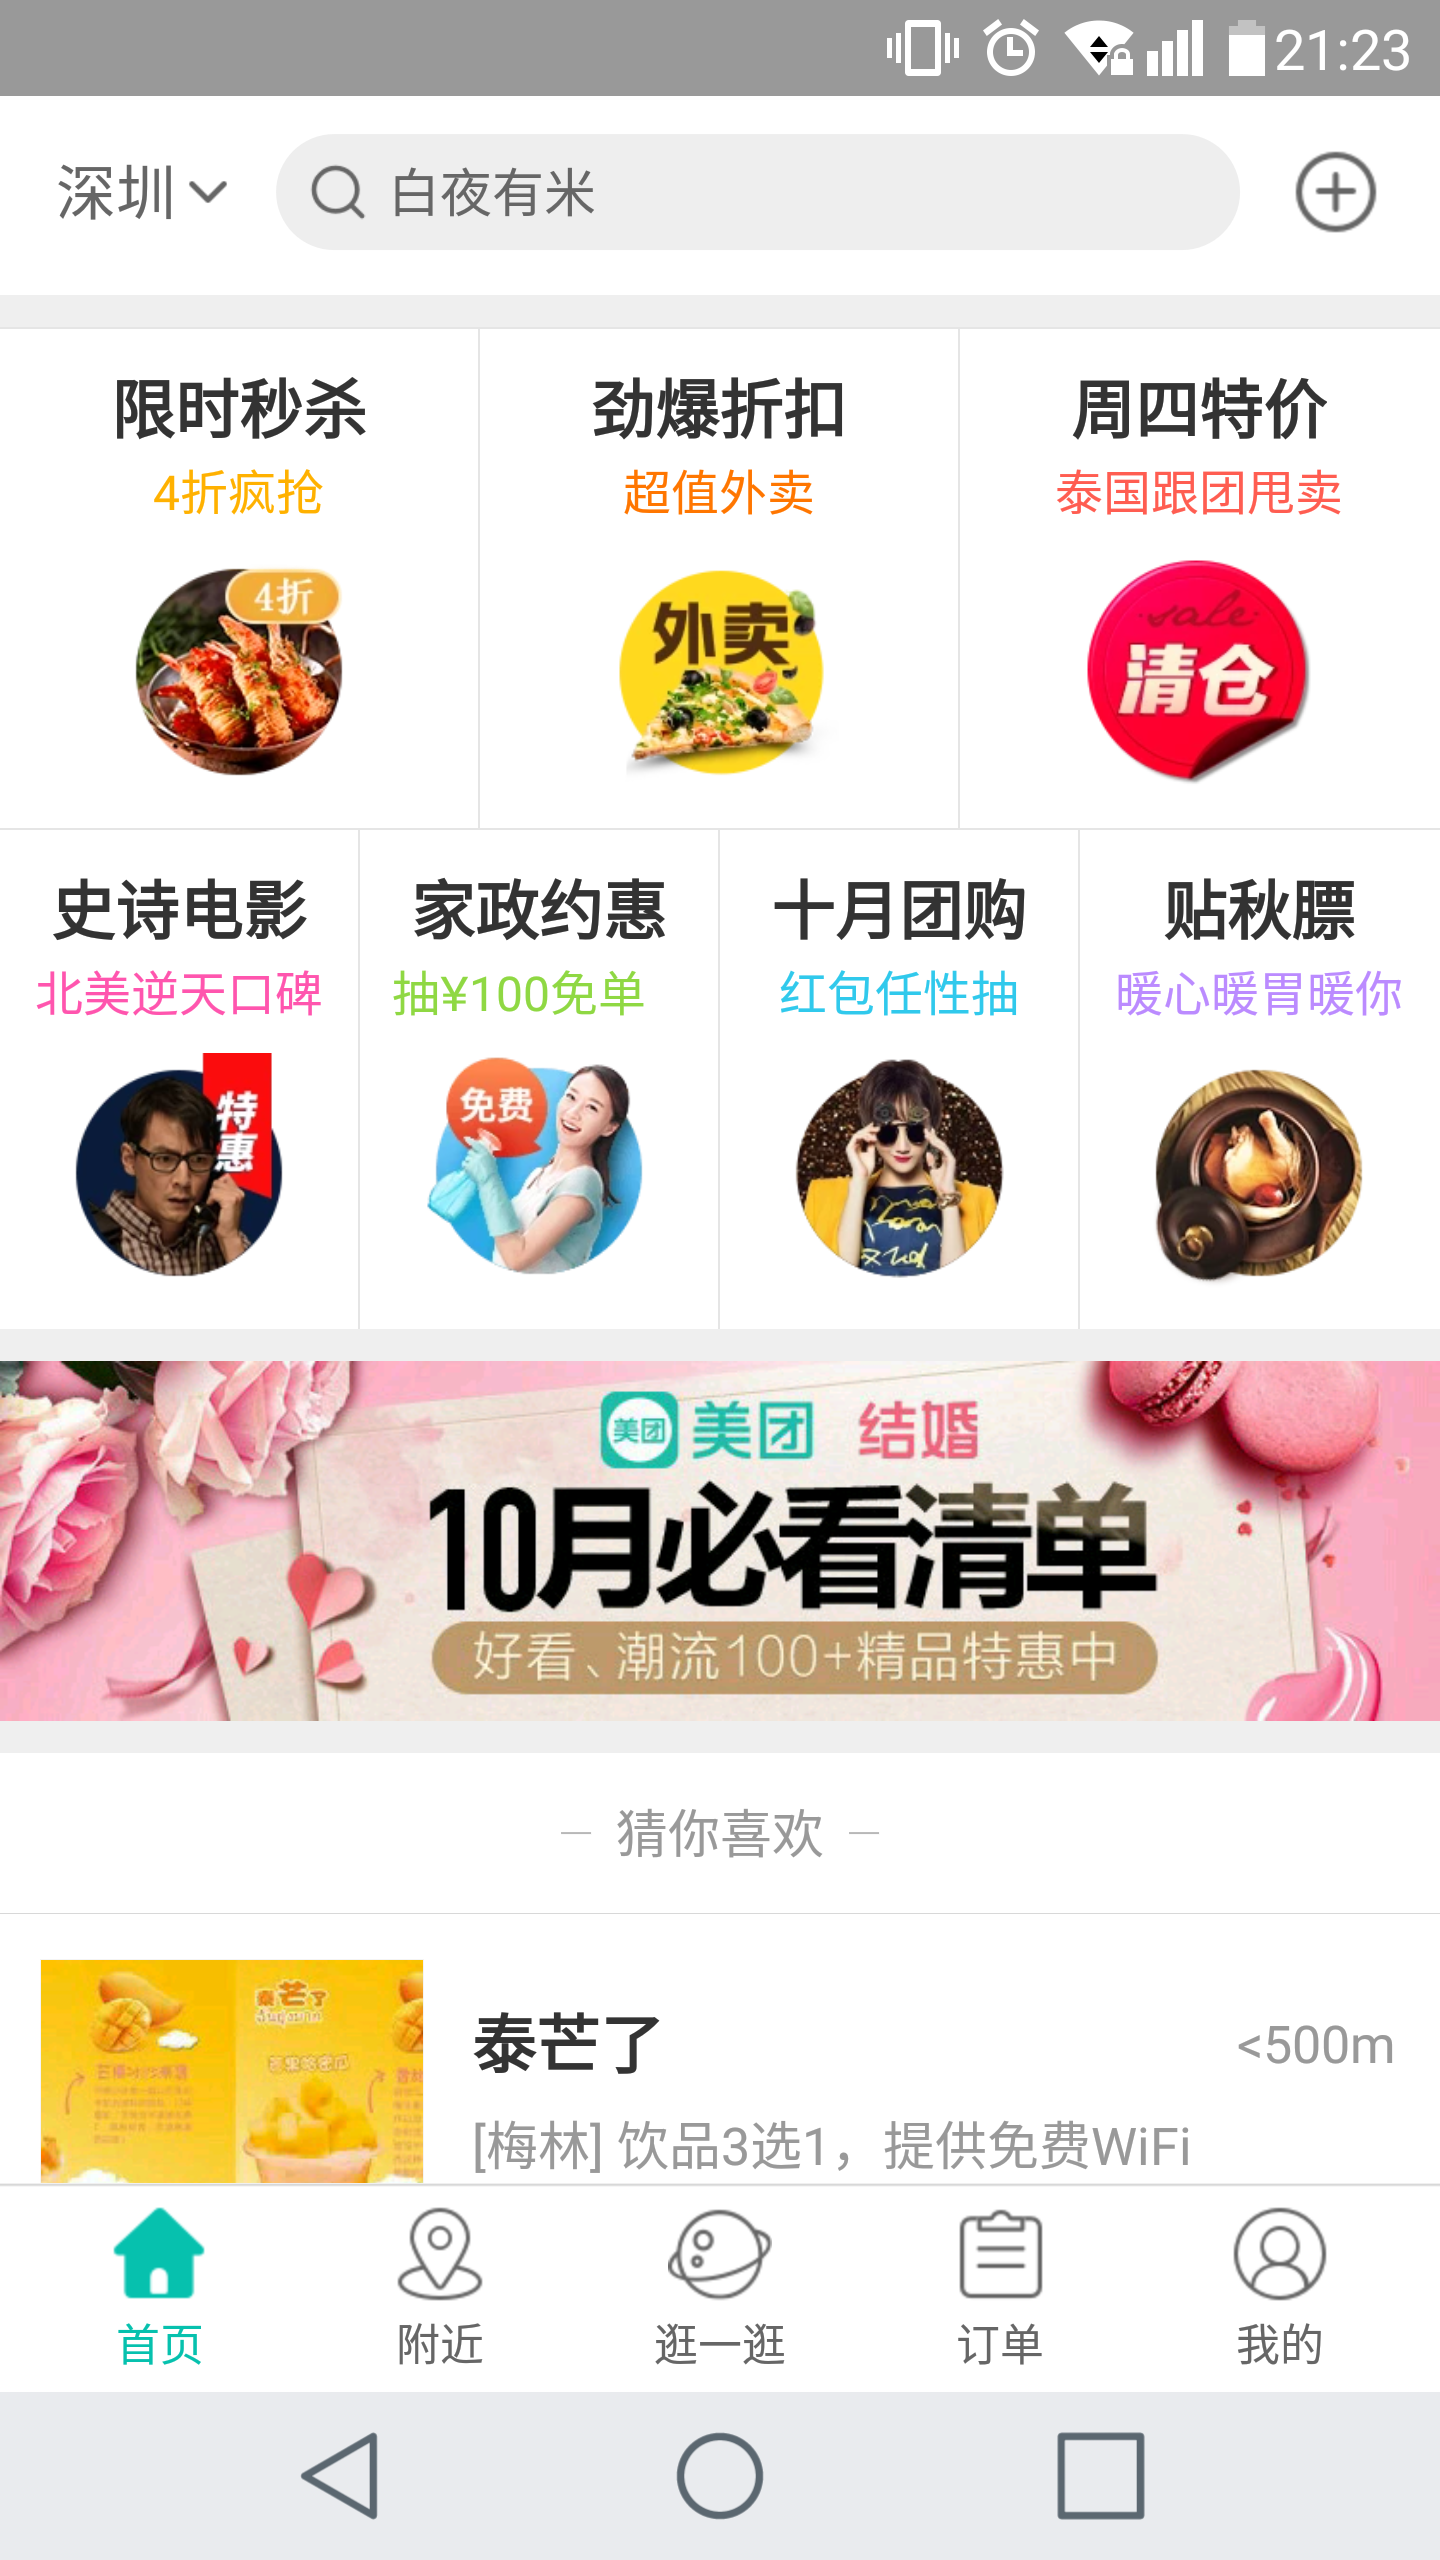 21:23
深圳
白夜有米
限时秒杀
劲爆折扣
周四特价
4折疯抢
超值外卖
泰国跟团甩卖
4折
外卖
sale
清仓
史诗电影
家政约惠
十月团购
贴秋膘
北美逆天口碑
抽¥100免单
红包任性抽
暖心暖胃暖你
特惠
免费
美团 美团 结婚
10月必看清单
好看、潮流100+精品特惠中
猜你喜欢
泰芒了
泰芒了
<500m
[梅林] 饮品3选1，提供免费WiFi
首页
附近
逛一逛
订单
我的